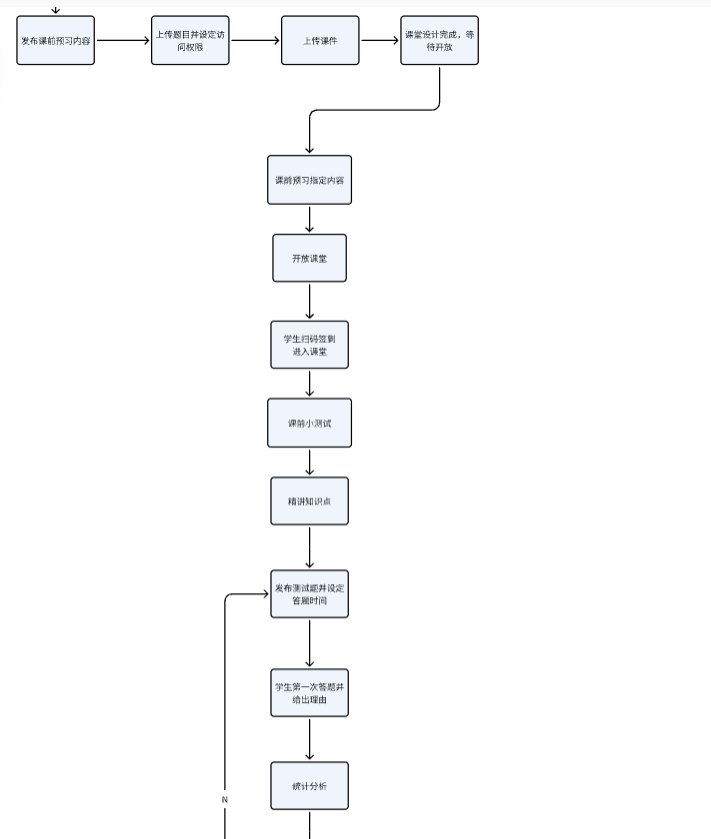 发布课前预习内容
上传题目并设定访
问权限
上传课件
课堂设计完成，等
待开放
课前预习指定内容
开放课堂
学生扫码签到
进入课堂
课前小测试
精讲知识点
发布测试题并设定
答题时间
学生第一次答题并
给出理由
统计分析
N